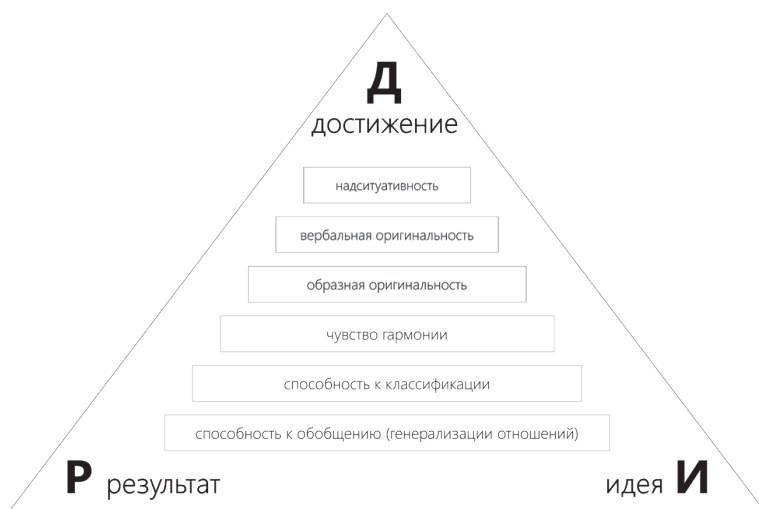 Д
достижение
надситуативность
вербальная оригинальность
образная оригинальность
чувство гармонии
способность к классификации
способность к обобщению (генерализации отношений)
Р результат идея И